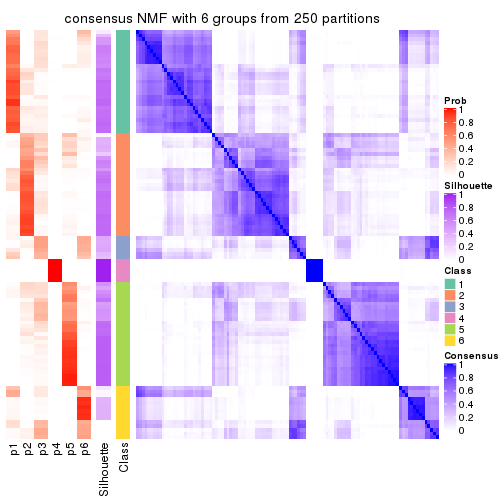 consensus NMF with 6 groups from 250 partitions
Prob
1
0.8
0.6
0.4
0.2
0
Silhouette
1
0.8
0.6
0.4
0.2
0
Class
1
2
3
4
5
6
Consensus
1
0.8
0.6
0.4
0.2
0
p1
p2
p3
p4
p5
p6
Silhouette
Class